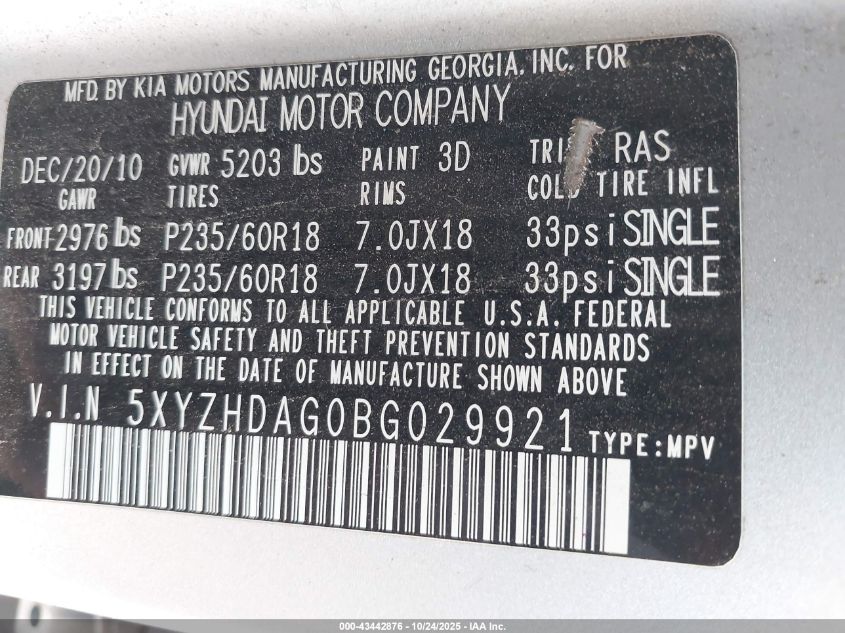 MFD. BY KIA MOTORS MANUFACTURING GEORGIA, INC. FOR
HYUNDAI MOTOR COMPANY
DEC/20/10 GVWR 5203 lbs PAINT 3D RAS
GAWR TIRES RIMS TIRE INFL
FRONT 2976 lbs P235/60R18 7.0JX18 33psi SINGLE
REAR 3197 lbs P235/60R18 7.0JX18 33psi SINGLE
THIS VEHICLE CONFORMS TO ALL APPLICABLE U.S.A. FEDERAL
MOTOR VEHICLE SAFETY AND THEFT PREVENTION STANDARDS
IN EFFECT ON THE DATE OF MANUFACTURE SHOWN ABOVE
V.I.N 5XYZHDAG0BG029921 TYPE:MPV
000-43442876 • 10/24/2025 • IAA Inc.